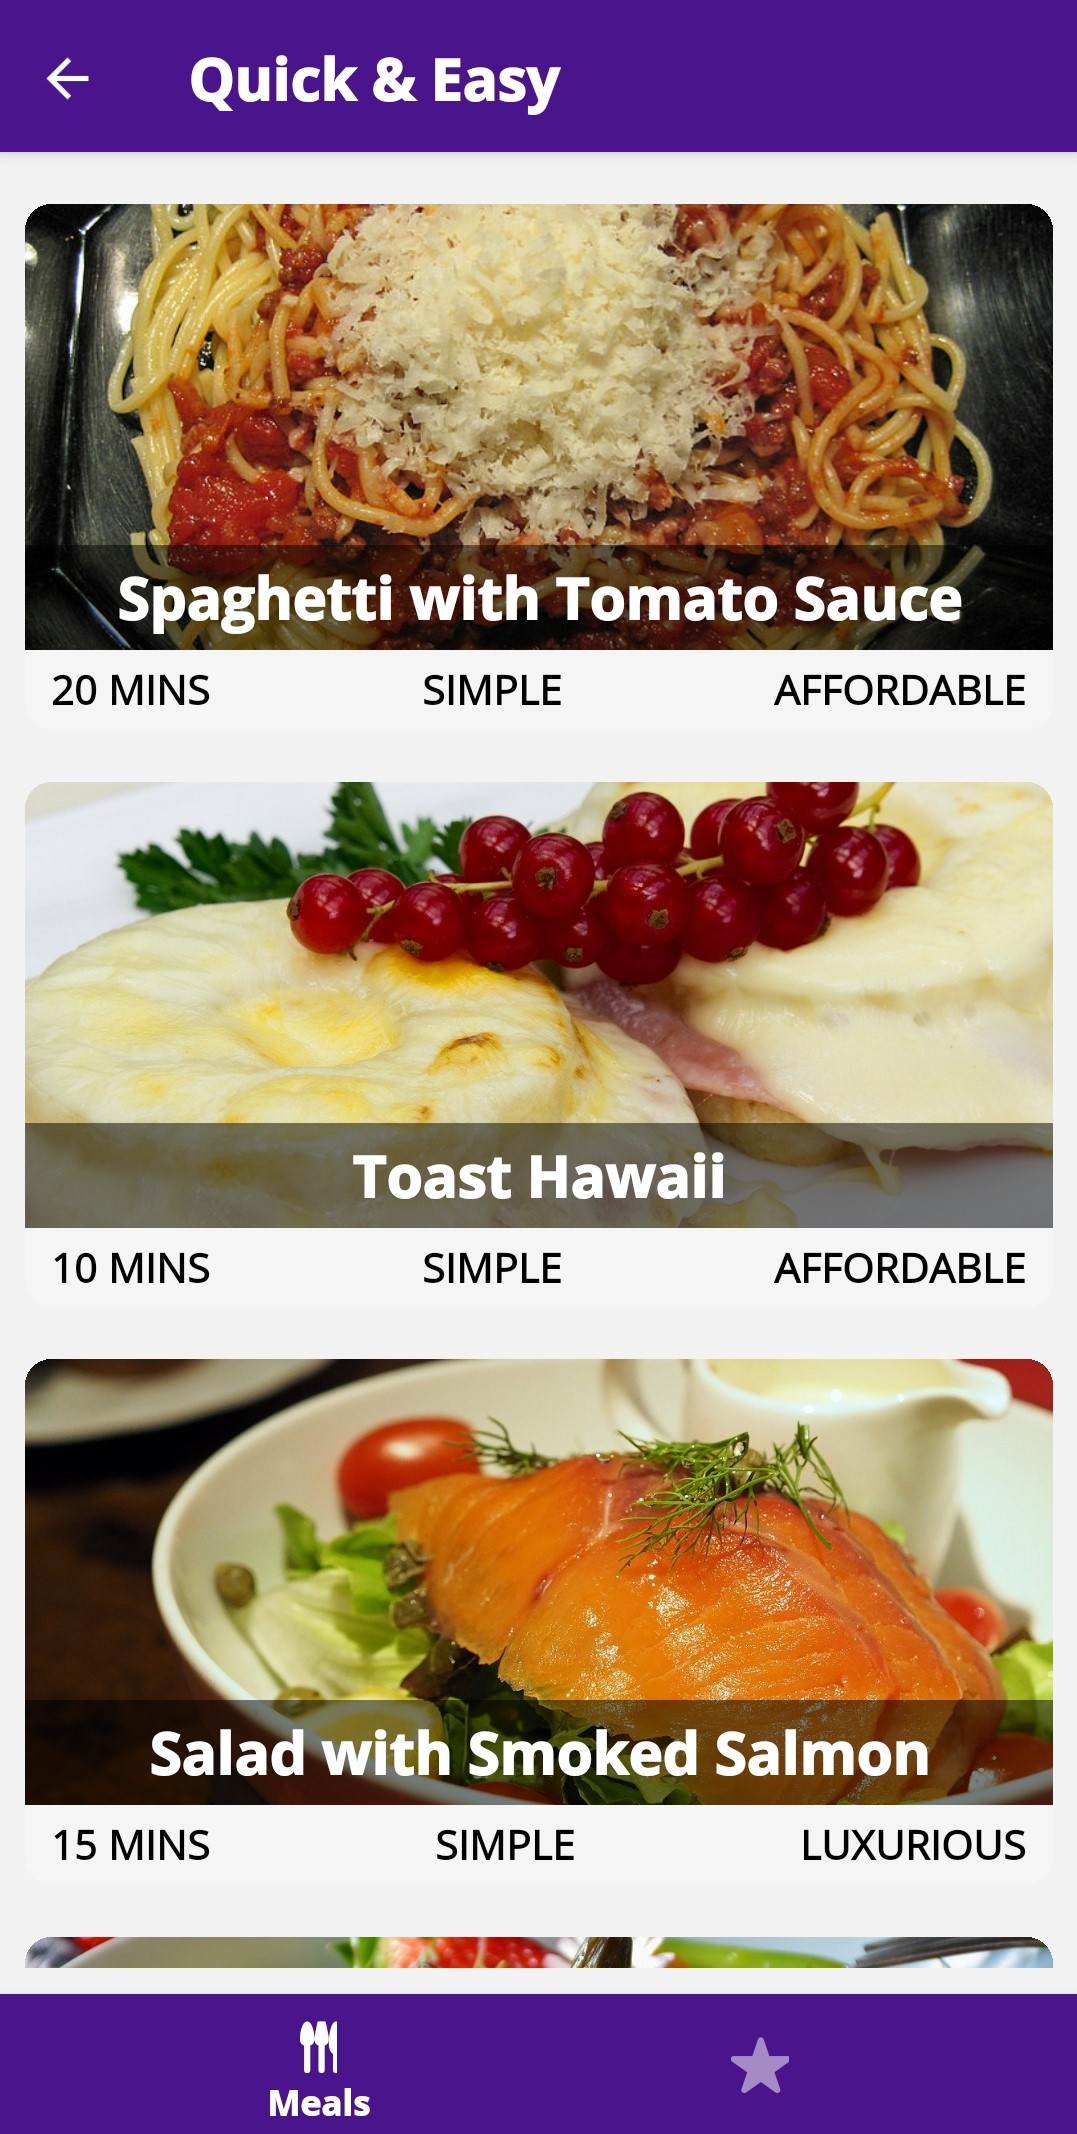 Quick & Easy
Spaghetti with Tomato Sauce
20 MINS SIMPLE AFFORDABLE
Toast Hawaii
10 MINS SIMPLE AFFORDABLE
Salad with Smoked Salmon
15 MINS SIMPLE LUXURIOUS
Meals